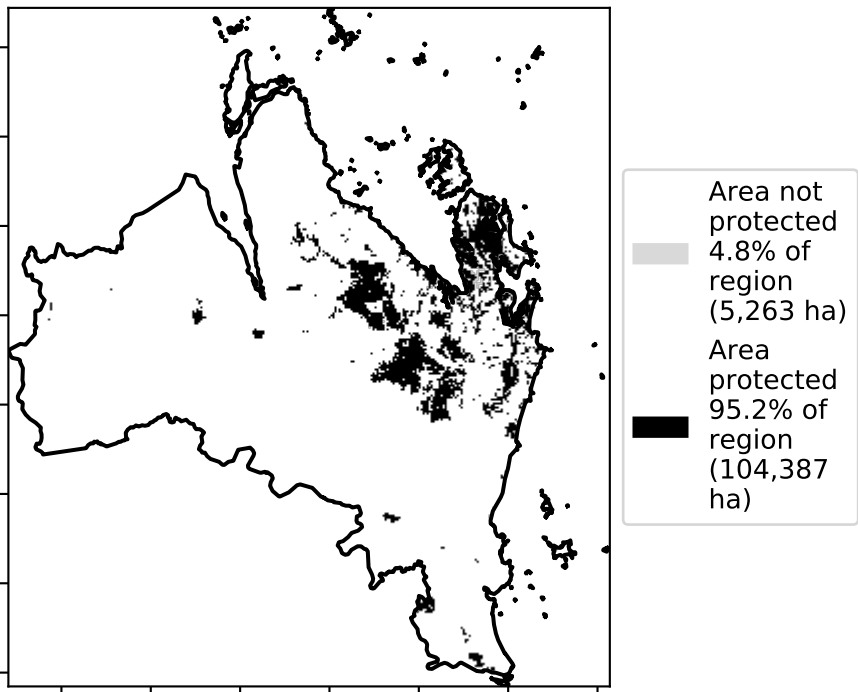 Area not
protected
4.8% of
region
(5,263 ha)
Area
protected
95.2% of
region
(104,387
ha)